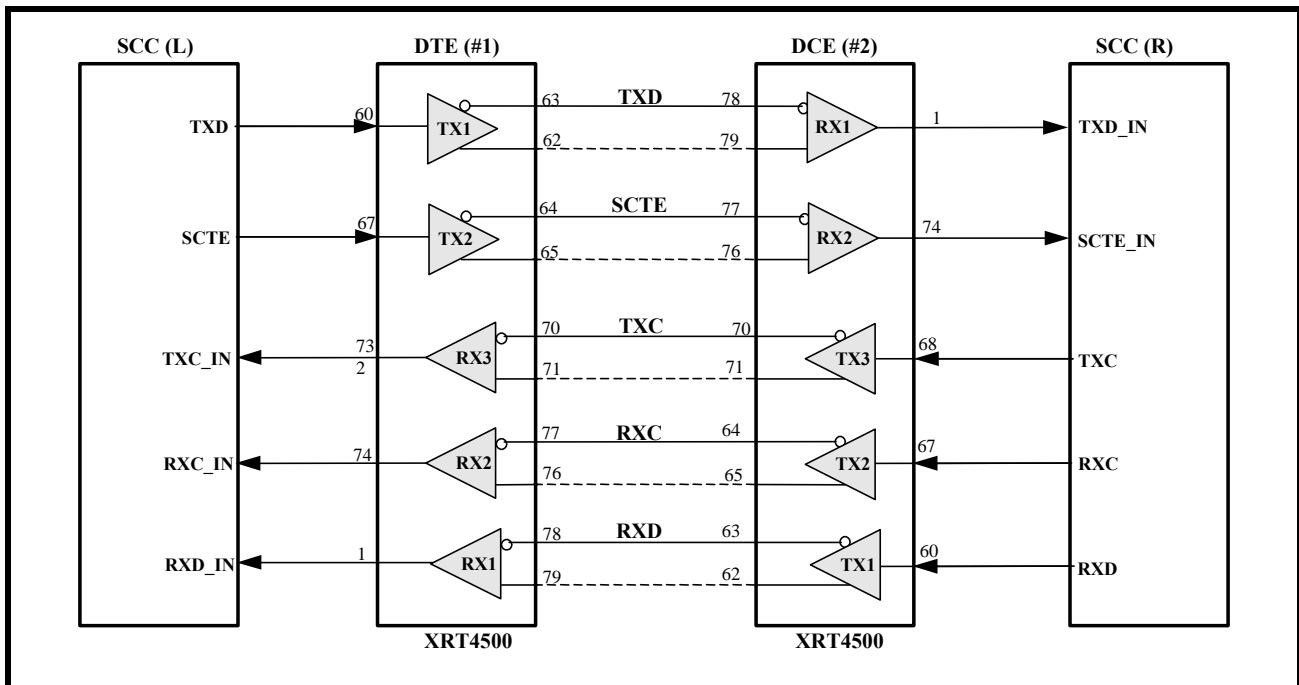 SCC (L) DTE (#1) DCE (#2) SCC (R)
63 TXD 78
TXD 60 TX1 RX1 1 TXD_IN
62 79
64 SCTE 77
SCTE 67 TX2 RX2 74 SCTE_IN
65 76
70 TXC 70
TXC_IN 73 RX3 TX3 68 TXC
2 71 71
77 RXC 64
RXC_IN 74 RX2 TX2 67 RXC
76 65
78 RXD 63
RXD_IN 1 RX1 TX1 60 RXD
79 62
XRT4500 XRT4500